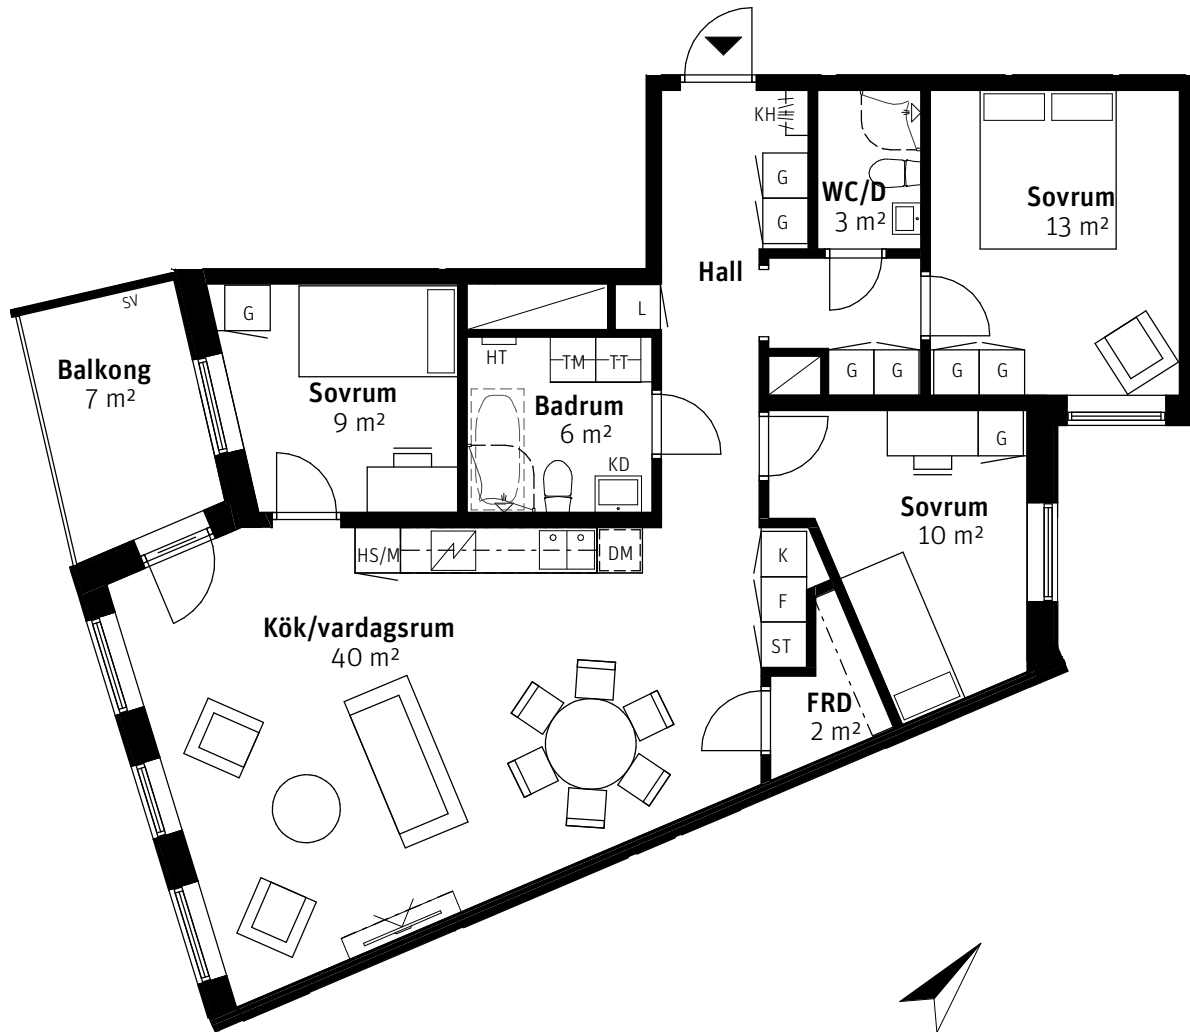 KH
G
G
WC/D
3 m²
Sovrum
13 m²
Hall
SV
G
L
Balkong
7 m²
HT
TM
TT
G
G
G
G
Sovrum
9 m²
Badrum
6 m²
KD
G
Sovrum
10 m²
HS/M
DM
K
F
ST
Kök/vardagsrum
40 m²
FRD
2 m²